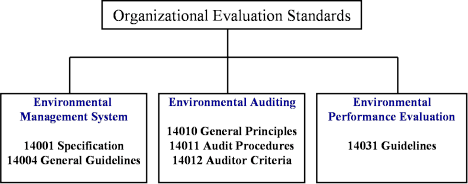 Organizational Evaluation Standards
Environmental
Management System
14001 Specification
14004 General Guidelines
Environmental Auditing
14010 General Principles
14011 Audit Procedures
14012 Auditor Criteria
Environmental
Performance Evaluation
14031 Guidelines